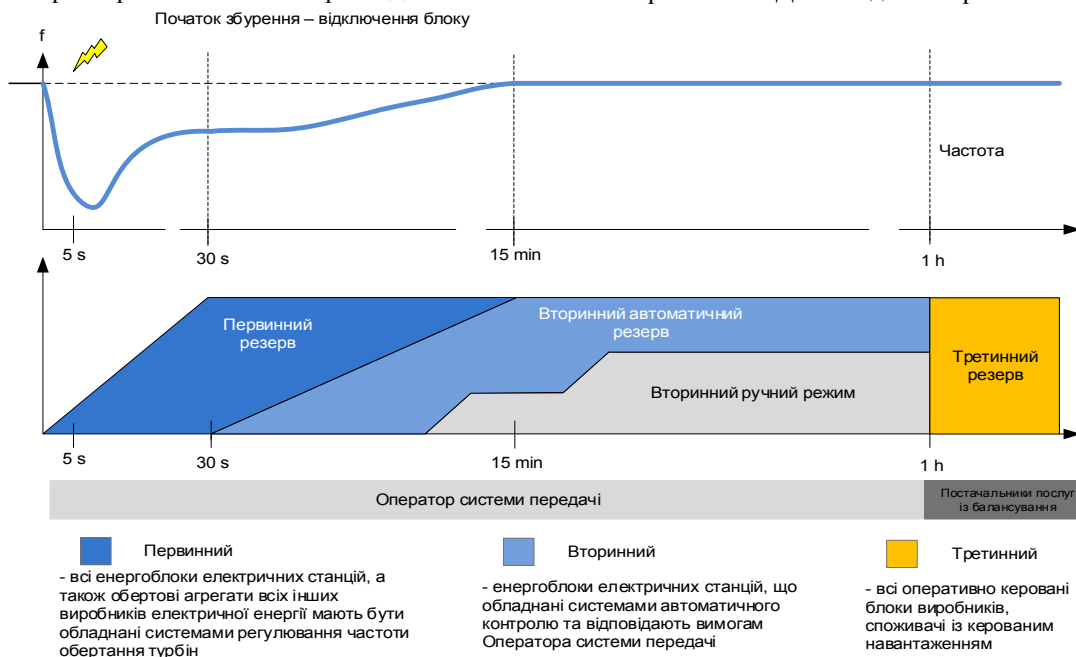 Початок збурення – відключення блоку
f
Частота
5 s
30 s
15 min
1 h
Первинний
резерв
Вторинний автоматичний
резерв
Третинний
резерв
Вторинний ручний режим
5 s
30 s
15 min
1 h
Оператор системи передачі
Постачальники послуг
із балансування
Первинний
- всі енергоблоки електричних станцій, а
також обертові агрегати всіх інших
виробників електричної енергії мають бути
обладнані системами регулювання частоти
обертання турбін
Вторинний
- енергоблоки електричних станцій, що
обладнані системами автоматичного
контролю та відповідають вимогам
Оператора системи передачі
Третинний
- всі оперативно керовані
блоки виробників,
споживачі із керованим
навантаженням